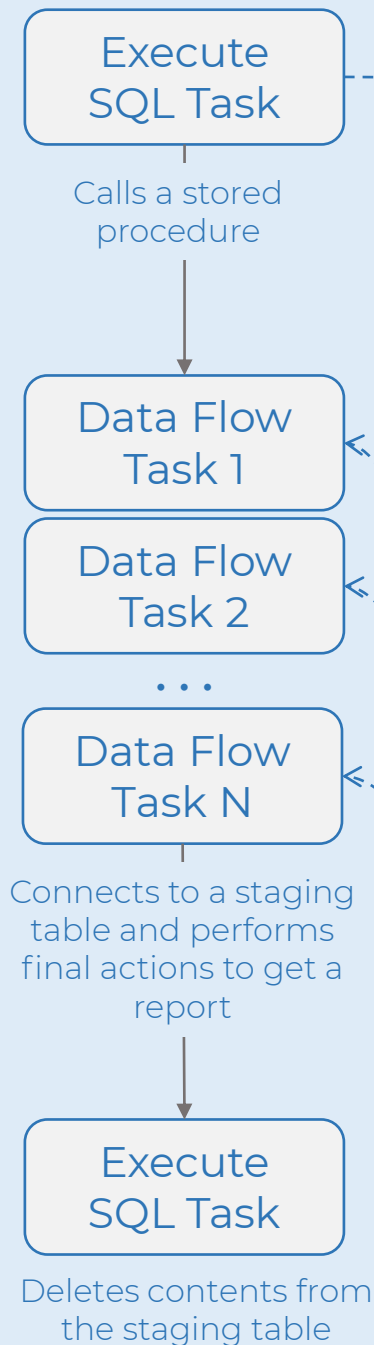 Execute
SQL Task
Calls a stored
procedure
Data Flow
Task 1
Data Flow
Task 2
...
Data Flow
Task N
Connects to a staging
table and performs
final actions to get a
report
Execute
SQL Task
Deletes contents from
the staging table